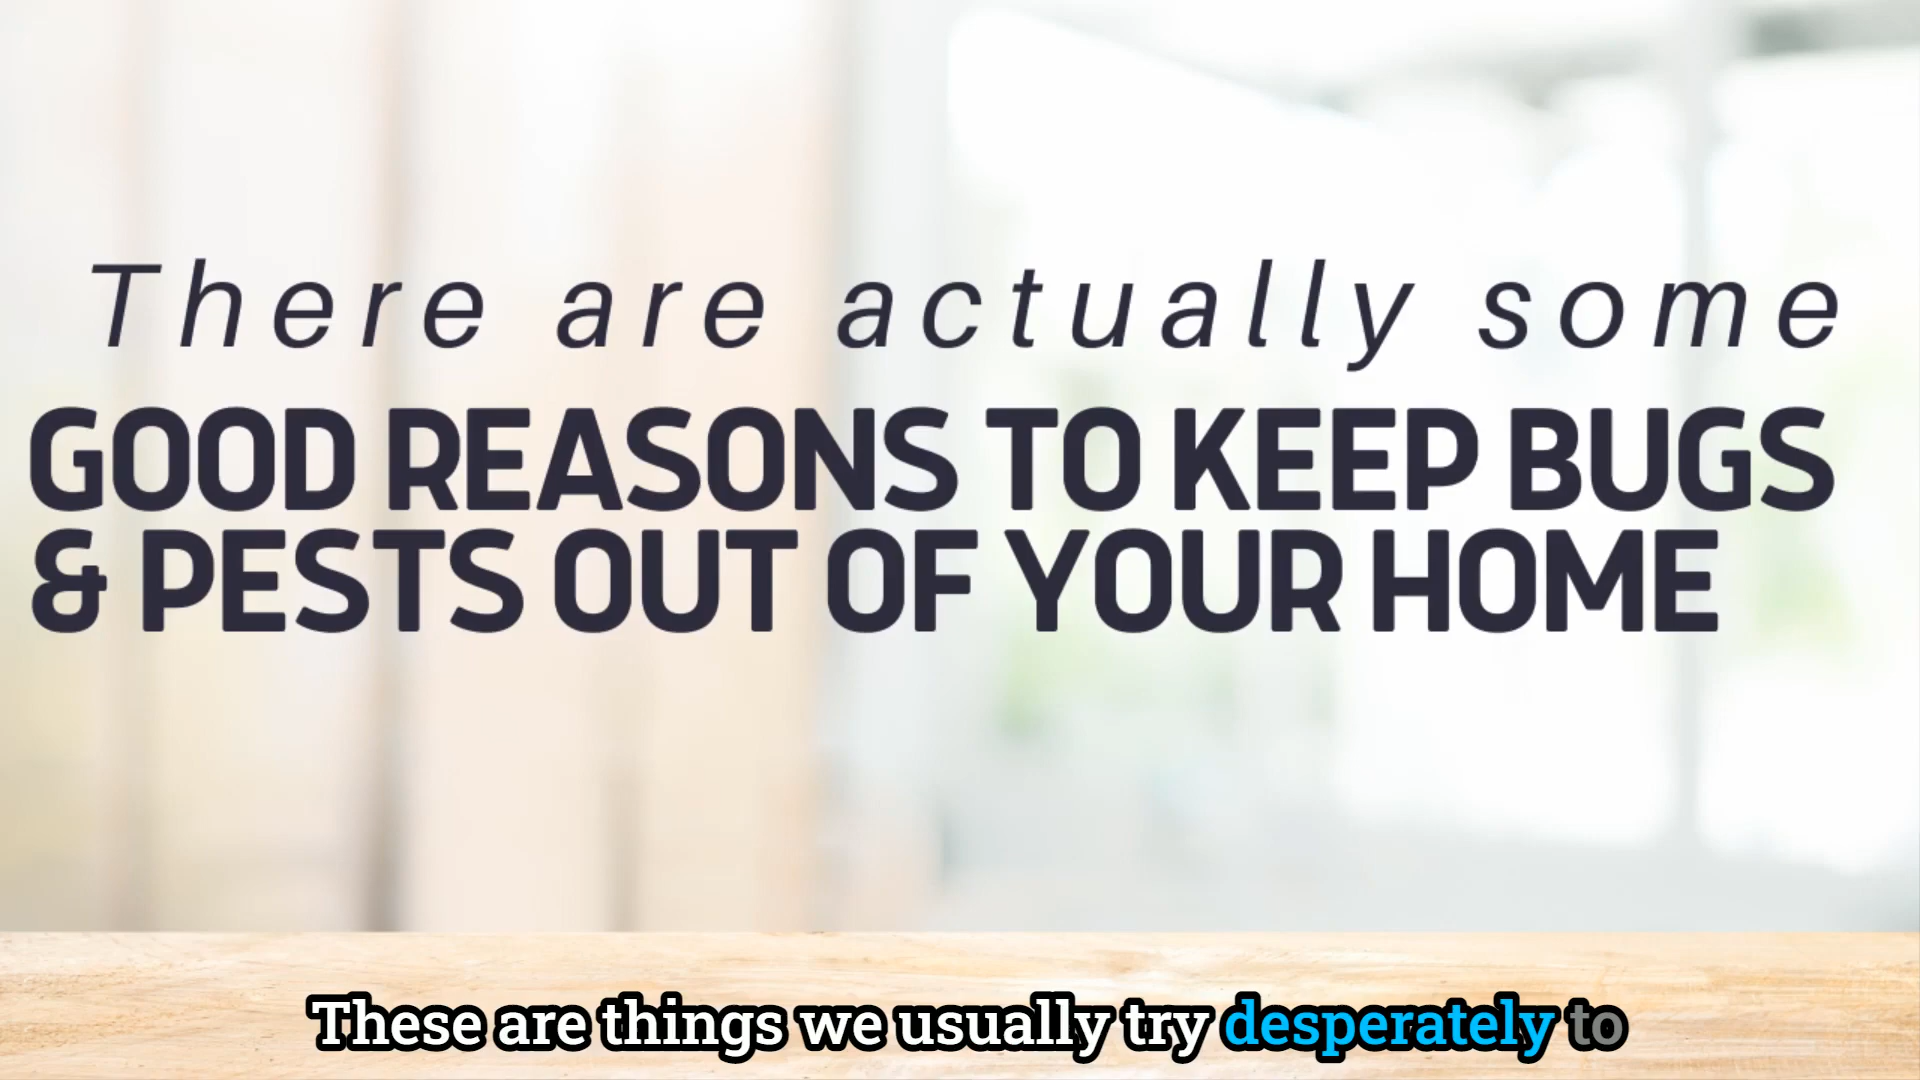 There are actually some
GOOD REASONS TO KEEP BUGS
& PESTS OUT OF YOUR HOME
These are things we usually try desperately to